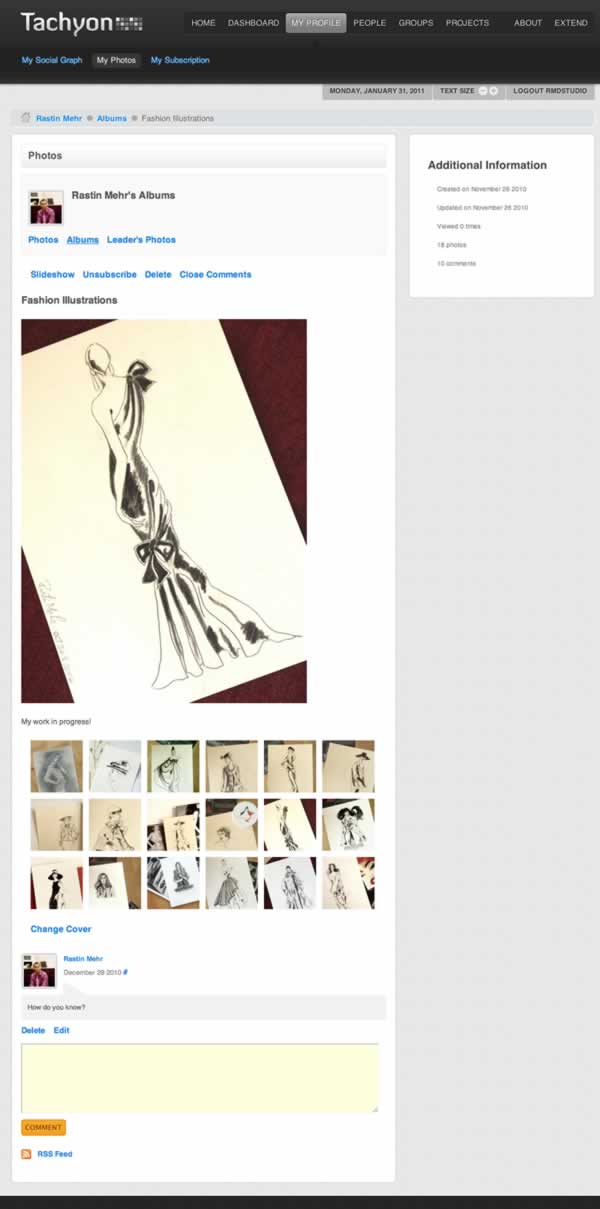 Tachyon
HOME DASHBOARD MY PROFILE PEOPLE GROUPS PROJECTS ABOUT EXTEND
My Social Graph My Photos My Subscription
MONDAY, JANUARY 31, 2011 TEXT SIZE LOGOUT RMDSTUDIO
Rastin Mehr Albums Fashion Illustrations
Photos
Rastin Mehr's Albums
Photos Albums Leader's Photos
Slideshow Unsubscribe Delete Close Comments
Fashion Illustrations
My work in progress!
Change Cover
Rastin Mehr
December 28 2010 #
How do you know?
Delete Edit
COMMENT
RSS Feed
Additional Information
Created on November 26 2010
Updated on November 26 2010
Viewed 0 times
18 photos
10 comments